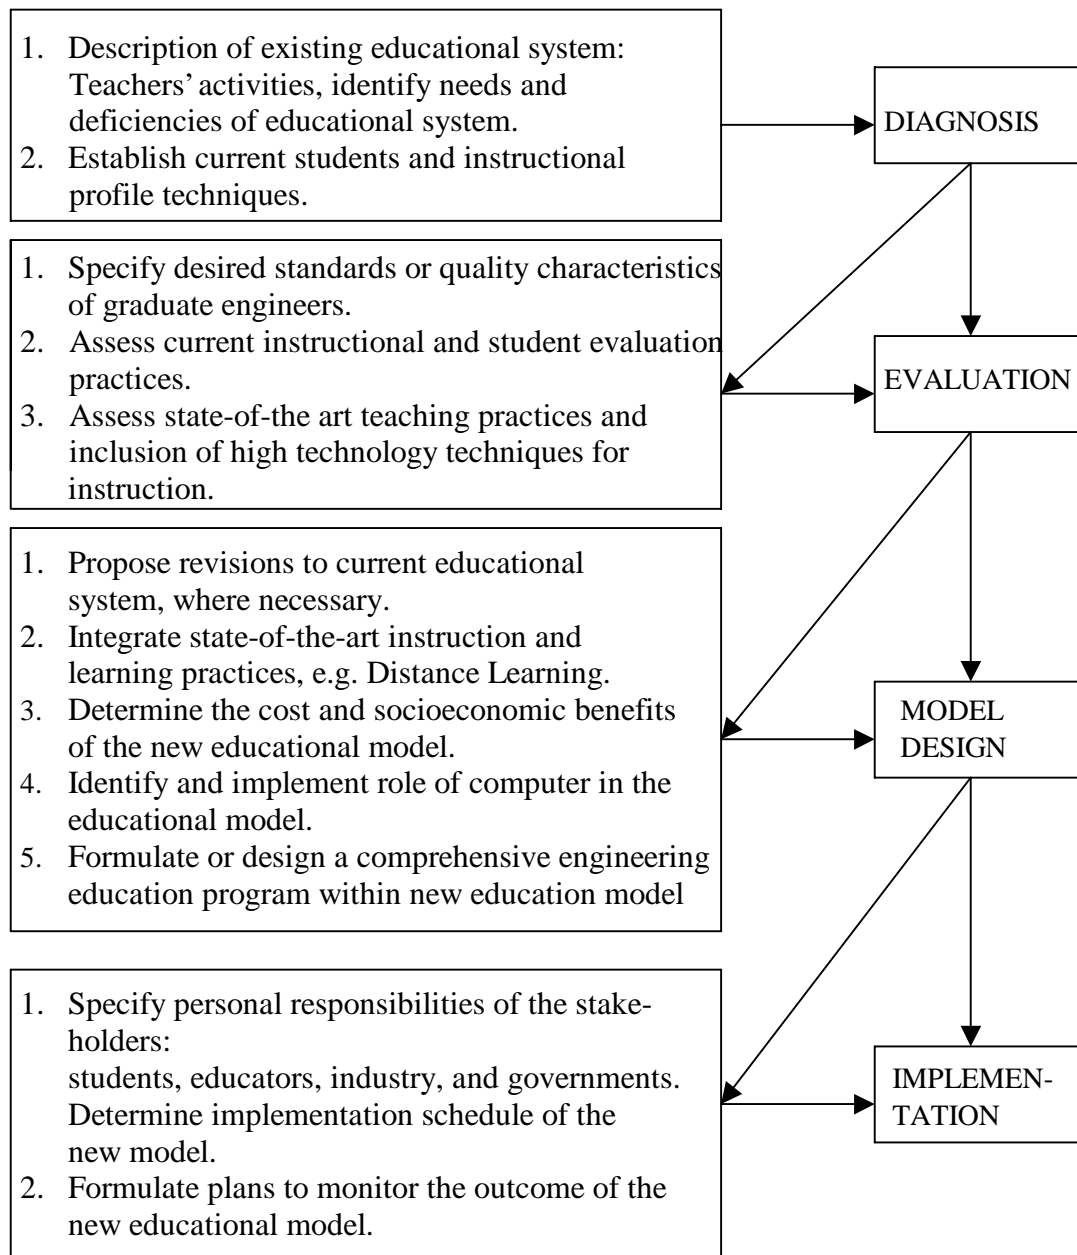 1. Description of existing educational system:
Teachers’ activities, identify needs and
deficiencies of educational system.
2. Establish current students and instructional
profile techniques.
DIAGNOSIS
1. Specify desired standards or quality characteristics
of graduate engineers.
2. Assess current instructional and student evaluation
practices.
3. Assess state-of-the art teaching practices and
inclusion of high technology techniques for
instruction.
EVALUATION
1. Propose revisions to current educational
system, where necessary.
2. Integrate state-of-the-art instruction and
learning practices, e.g. Distance Learning.
3. Determine the cost and socioeconomic benefits
of the new educational model.
4. Identify and implement role of computer in the
educational model.
5. Formulate or design a comprehensive engineering
education program within new education model
MODEL
DESIGN
1. Specify personal responsibilities of the stake-
holders:
students, educators, industry, and governments.
Determine implementation schedule of the
new model.
2. Formulate plans to monitor the outcome of the
new educational model.
IMPLEMEN-
TATION